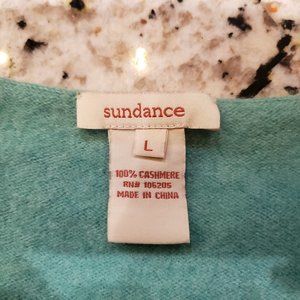 sundance
L
100% CASHMERE
RN# 106205
MADE IN CHINA